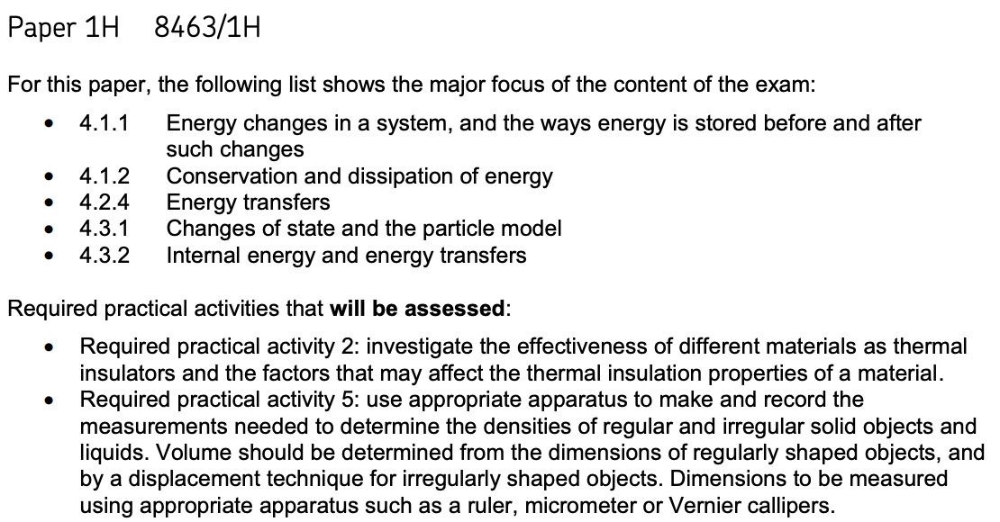 Paper 1H 8463/1H
For this paper, the following list shows the major focus of the content of the exam:
• 4.1.1 Energy changes in a system, and the ways energy is stored before and after
such changes
• 4.1.2 Conservation and dissipation of energy
• 4.2.4 Energy transfers
• 4.3.1 Changes of state and the particle model
• 4.3.2 Internal energy and energy transfers
Required practical activities that will be assessed:
• Required practical activity 2: investigate the effectiveness of different materials as thermal
insulators and the factors that may affect the thermal insulation properties of a material.
• Required practical activity 5: use appropriate apparatus to make and record the
measurements needed to determine the densities of regular and irregular solid objects and
liquids. Volume should be determined from the dimensions of regularly shaped objects, and
by a displacement technique for irregularly shaped objects. Dimensions to be measured
using appropriate apparatus such as a ruler, micrometer or Vernier callipers.